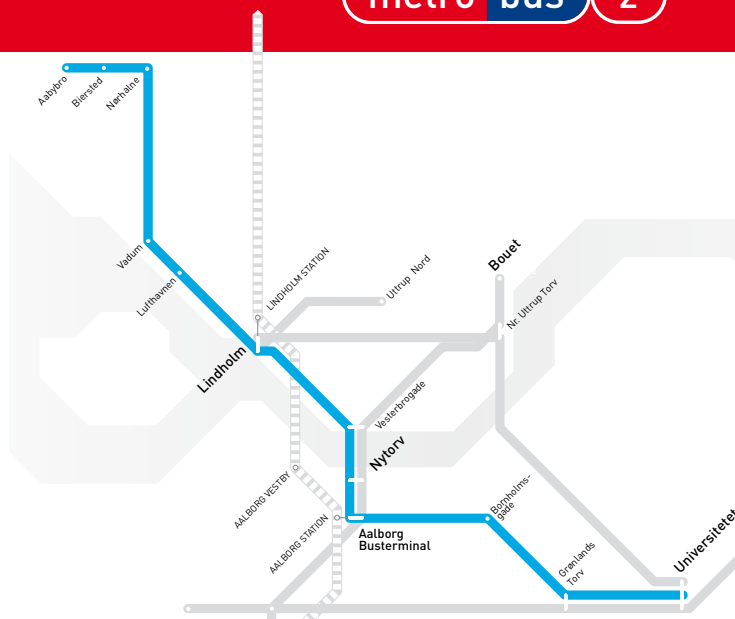 metro bus 2
Aabybro
Biersted
Nørhalne
Vadum
Lufthavnen
LINDHOLM STATION
Uttrup Nord
Bouet
Nr. Uttrup Torv
Lindholm
Vesterbrogade
Nytorv
AALBORG VESTBY
AALBORG STATION
Aalborg
Busterminal
Bornholms-
gade
Grønlands
Torv
Universitetet